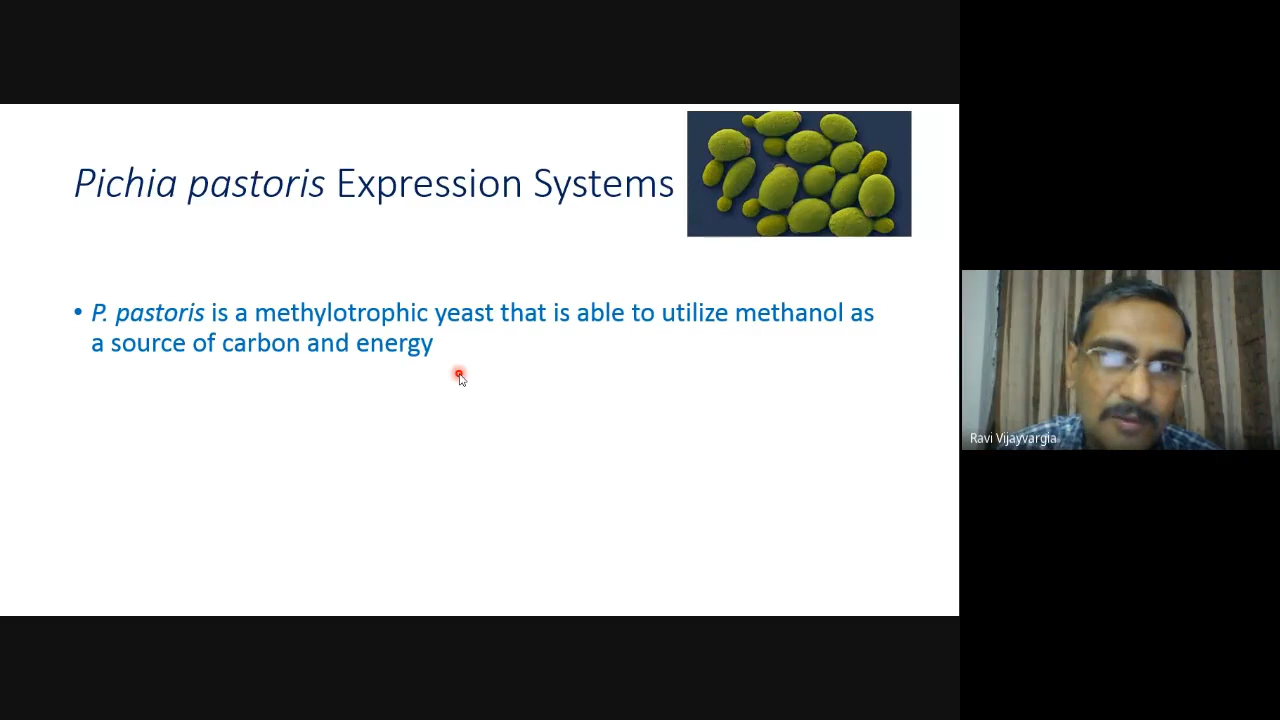 Pichia pastoris Expression Systems
• P. pastoris is a methylotrophic yeast that is able to utilize methanol as
a source of carbon and energy
Ravi Vijayvargia